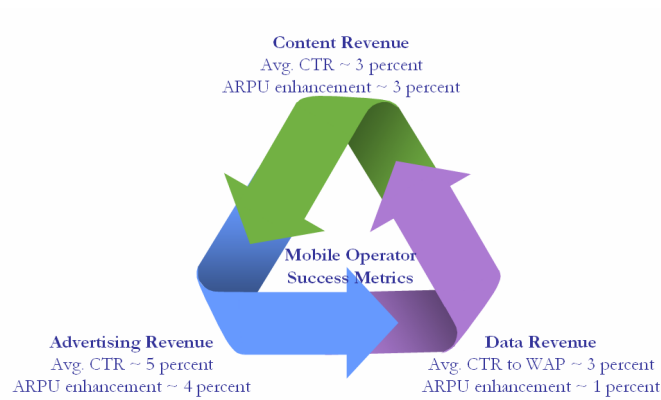 Content Revenue
Avg. CTR ~ 3 percent
ARPU enhancement ~ 3 percent
Mobile Operator
Success Metrics
Advertising Revenue
Avg. CTR ~ 5 percent
ARPU enhancement ~ 4 percent
Data Revenue
Avg. CTR to WAP ~ 3 percent
ARPU enhancement ~ 1 percent